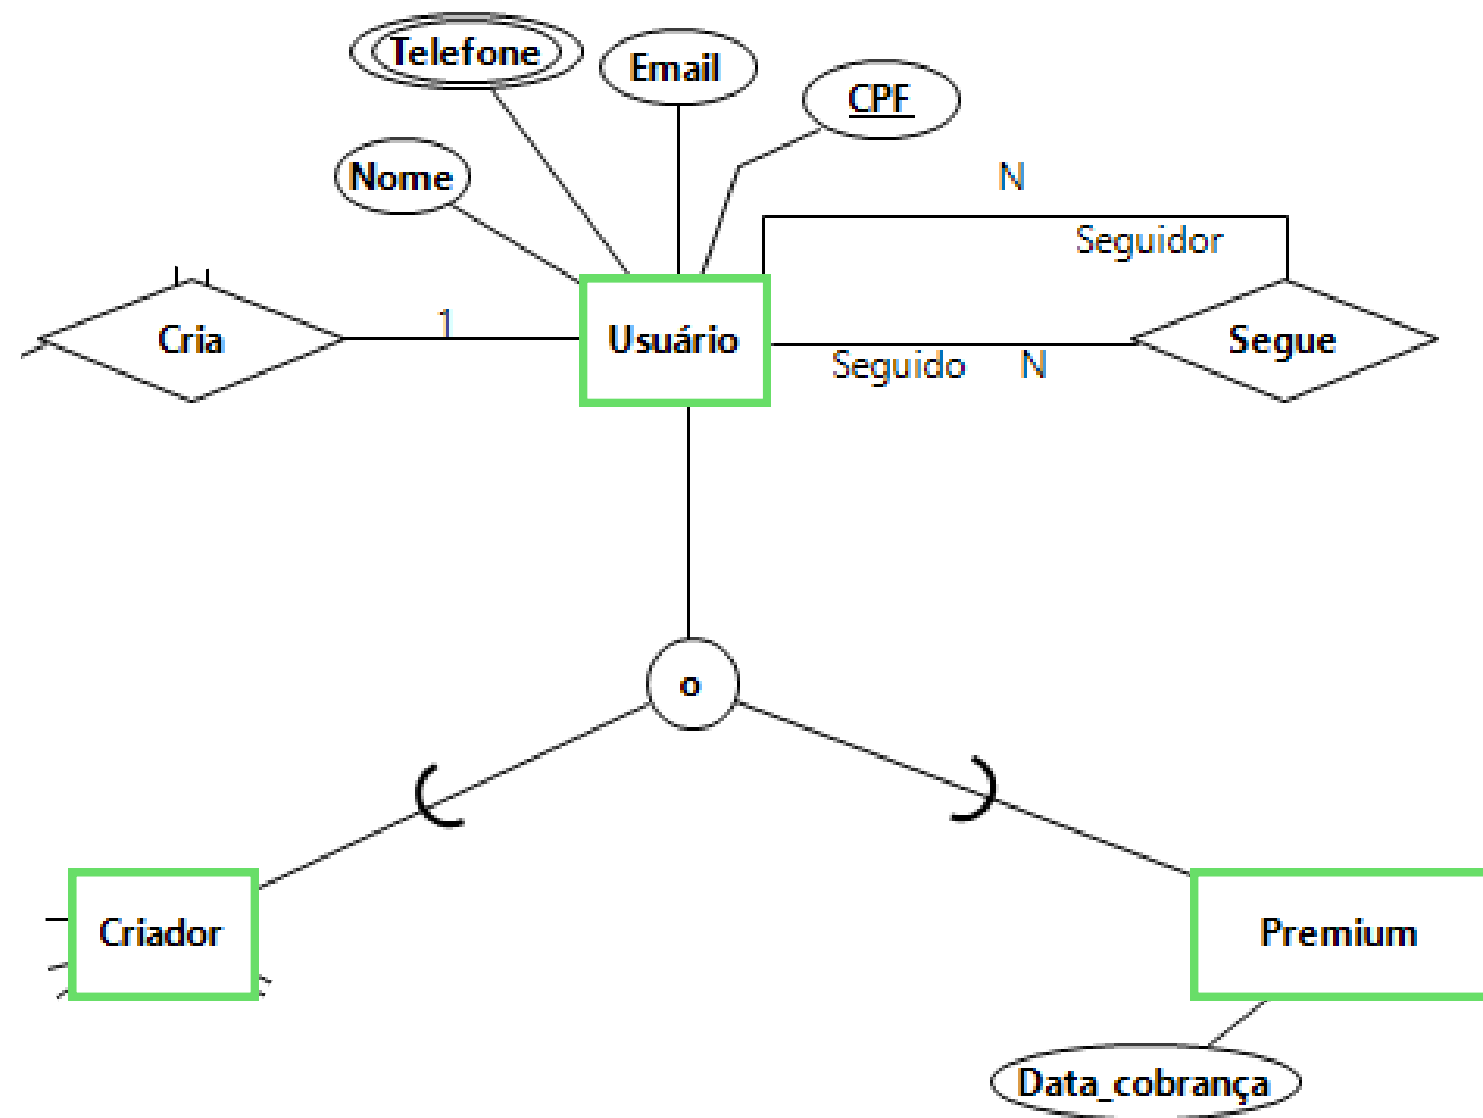 Telefone
Email
CPF
Nome
N
Seguidor
Cria
1
Usuário
Seguido
N
Segue
o
Criador
Premium
Data_cobrança